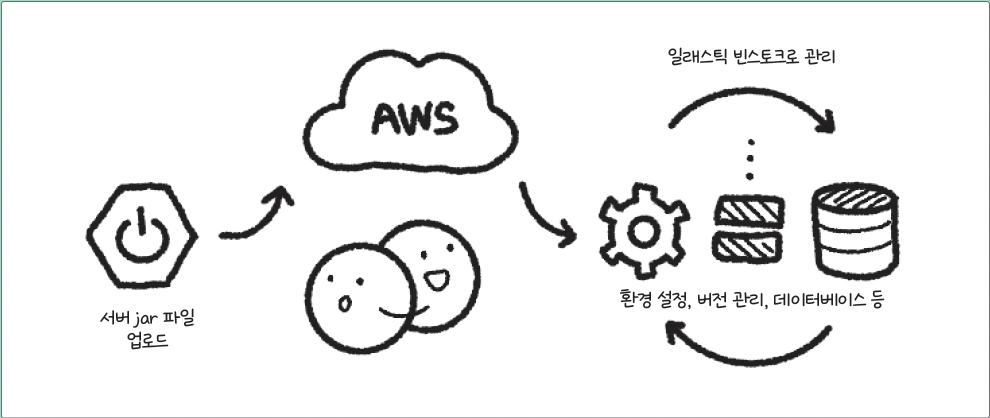 일래스틱 빈스토크로 관리
AWS
서버 jar 파일
업로드
환경 설정, 버전 관리, 데이터베이스 등